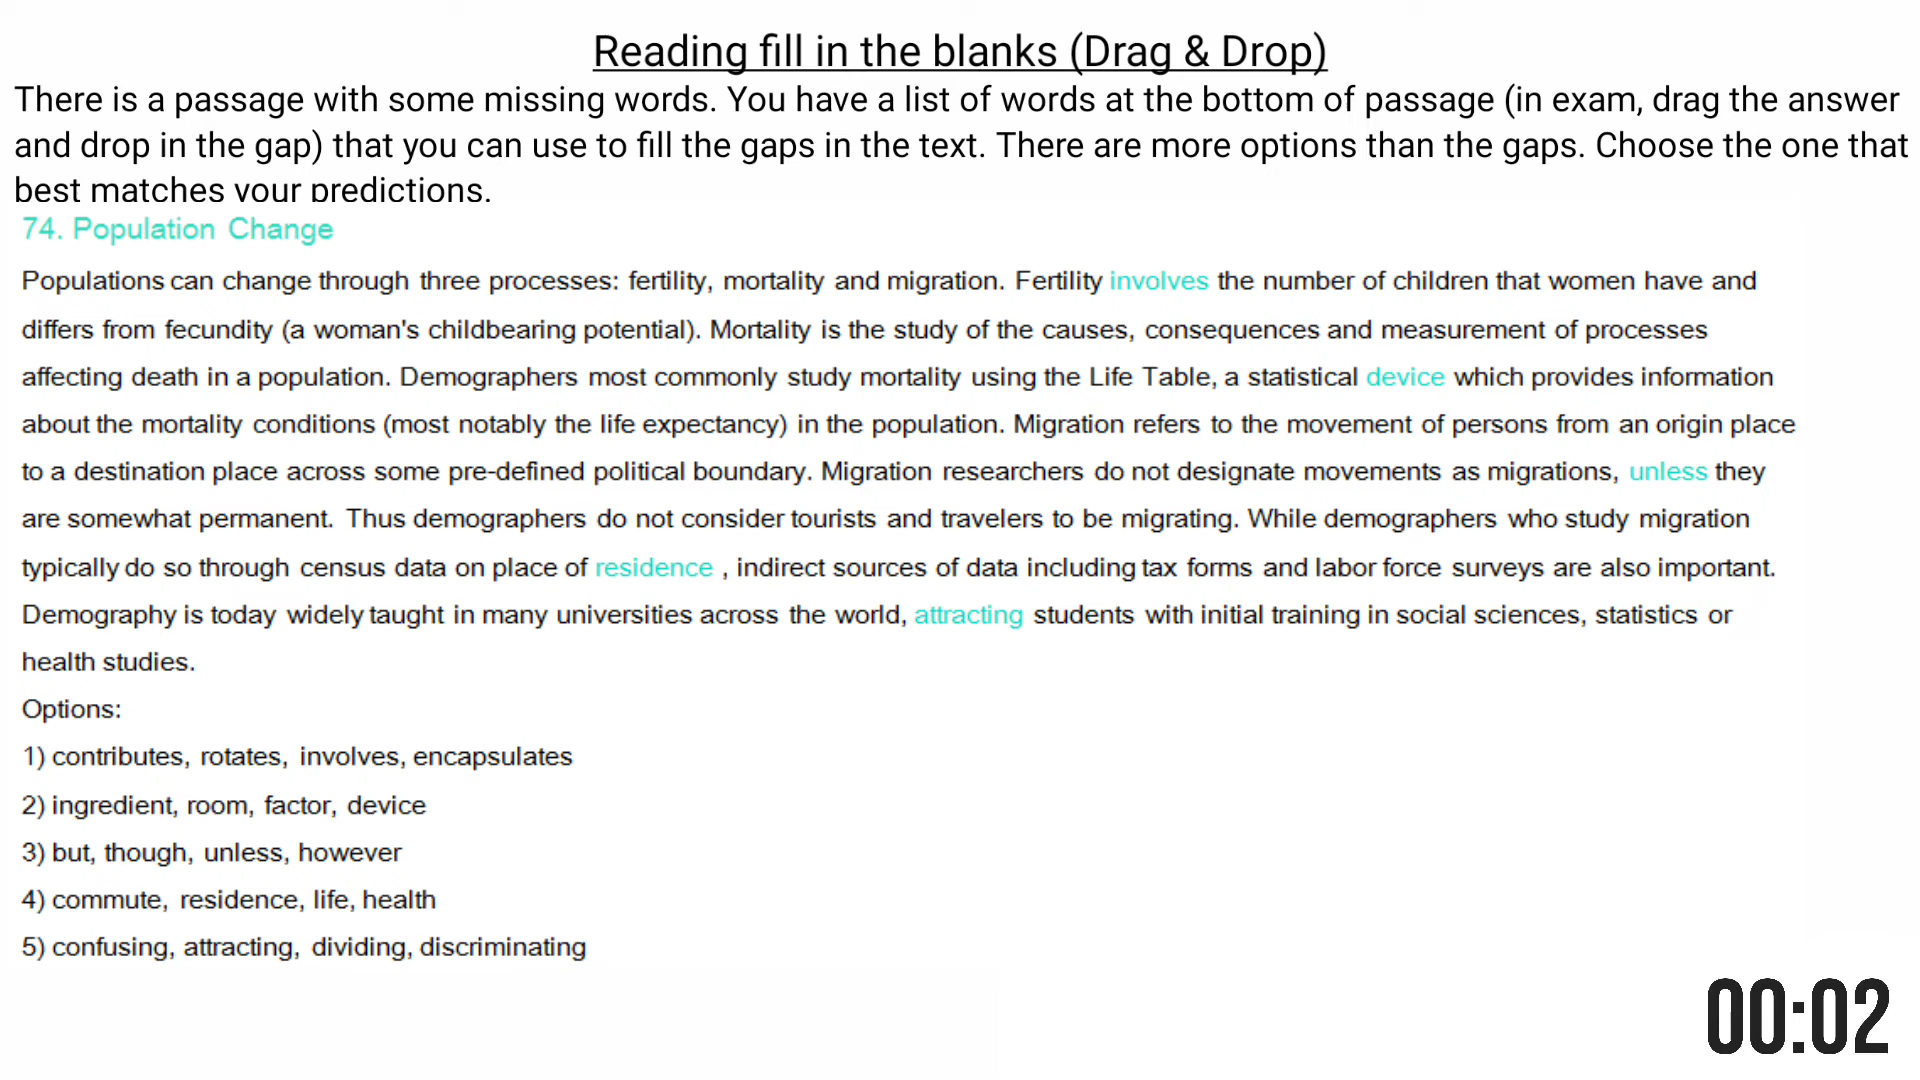 Reading fill in the blanks (Drag & Drop)
There is a passage with some missing words. You have a list of words at the bottom of passage (in exam, drag the answer
and drop in the gap) that you can use to fill the gaps in the text. There are more options than the gaps. Choose the one that
best matches your predictions.
74. Population Change
Populations can change through three processes: fertility, mortality and migration. Fertility involves the number of children that women have and
differs from fecundity (a woman's childbearing potential). Mortality is the study of the causes, consequences and measurement of processes
affecting death in a population. Demographers most commonly study mortality using the Life Table, a statistical device which provides information
about the mortality conditions (most notably the life expectancy) in the population. Migration refers to the movement of persons from an origin place
to a destination place across some pre-defined political boundary. Migration researchers do not designate movements as migrations, unless they
are somewhat permanent. Thus demographers do not consider tourists and travelers to be migrating. While demographers who study migration
typically do so through census data on place of residence , indirect sources of data including tax forms and labor force surveys are also important.
Demography is today widely taught in many universities across the world, attracting students with initial training in social sciences, statistics or
health studies.
Options:
1) contributes, rotates, involves, encapsulates
2) ingredient, room, factor, device
3) but, though, unless, however
4) commute, residence, life, health
5) confusing, attracting, dividing, discriminating
00:02